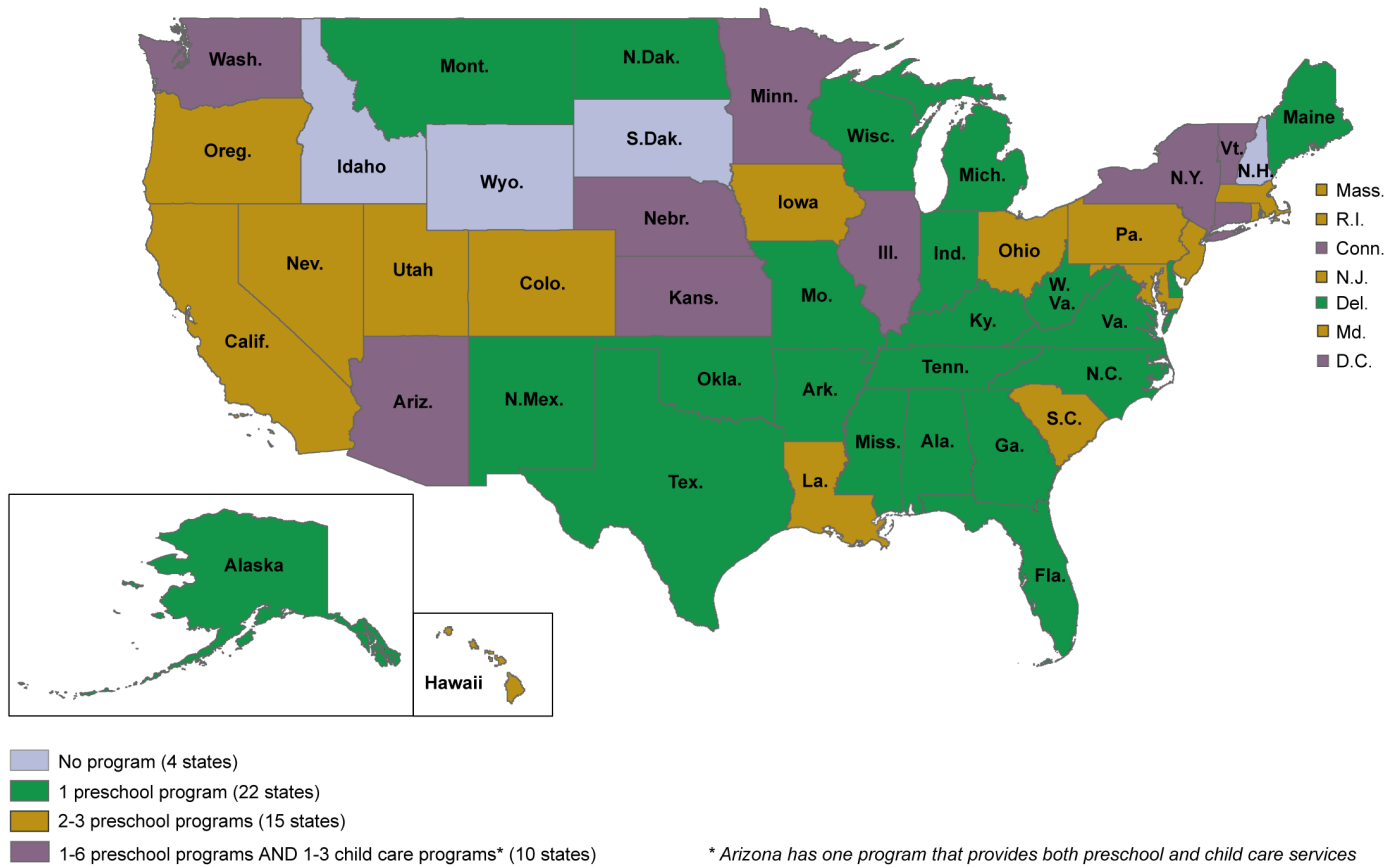 Wash.
Mont.
N.Dak.
Minn.
Oreg.
Idaho
S.Dak.
Wyo.
Wisc.
Mich.
Maine
Vt.
N.H.
N.Y.
Mass.
R.I.
Conn.
N.J.
Del.
Md.
D.C.
Nebr.
Iowa
Nev.
Utah
Colo.
Kans.
Ill.
Ind.
Ohio
Pa.
W.
Va.
Va.
Mo.
Ky.
Calif.
Ariz.
N.Mex.
Okla.
Ark.
Tenn.
N.C.
S.C.
Miss.
Ala.
Ga.
Tex.
La.
Fla.
Alaska
Hawaii
No program (4 states)
1 preschool program (22 states)
2-3 preschool programs (15 states)
1-6 preschool programs AND 1-3 child care programs* (10 states)
* Arizona has one program that provides both preschool and child care services